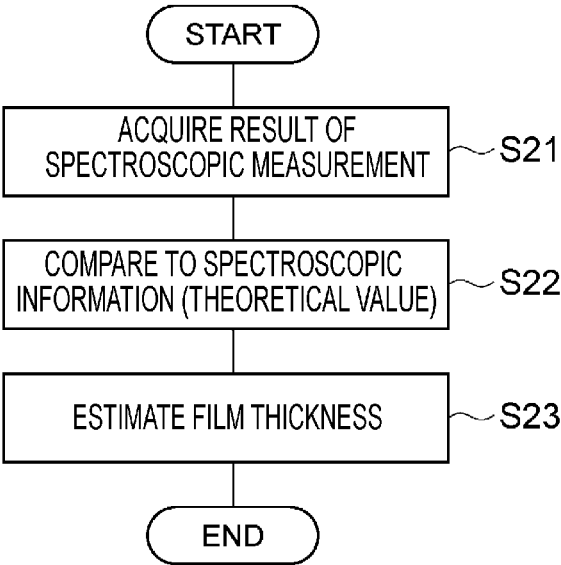 START
ACQUIRE RESULT OF
SPECTROSCOPIC MEASUREMENT
S21
COMPARE TO SPECTROSCOPIC
INFORMATION (THEORETICAL VALUE)
S22
ESTIMATE FILM THICKNESS
S23
END